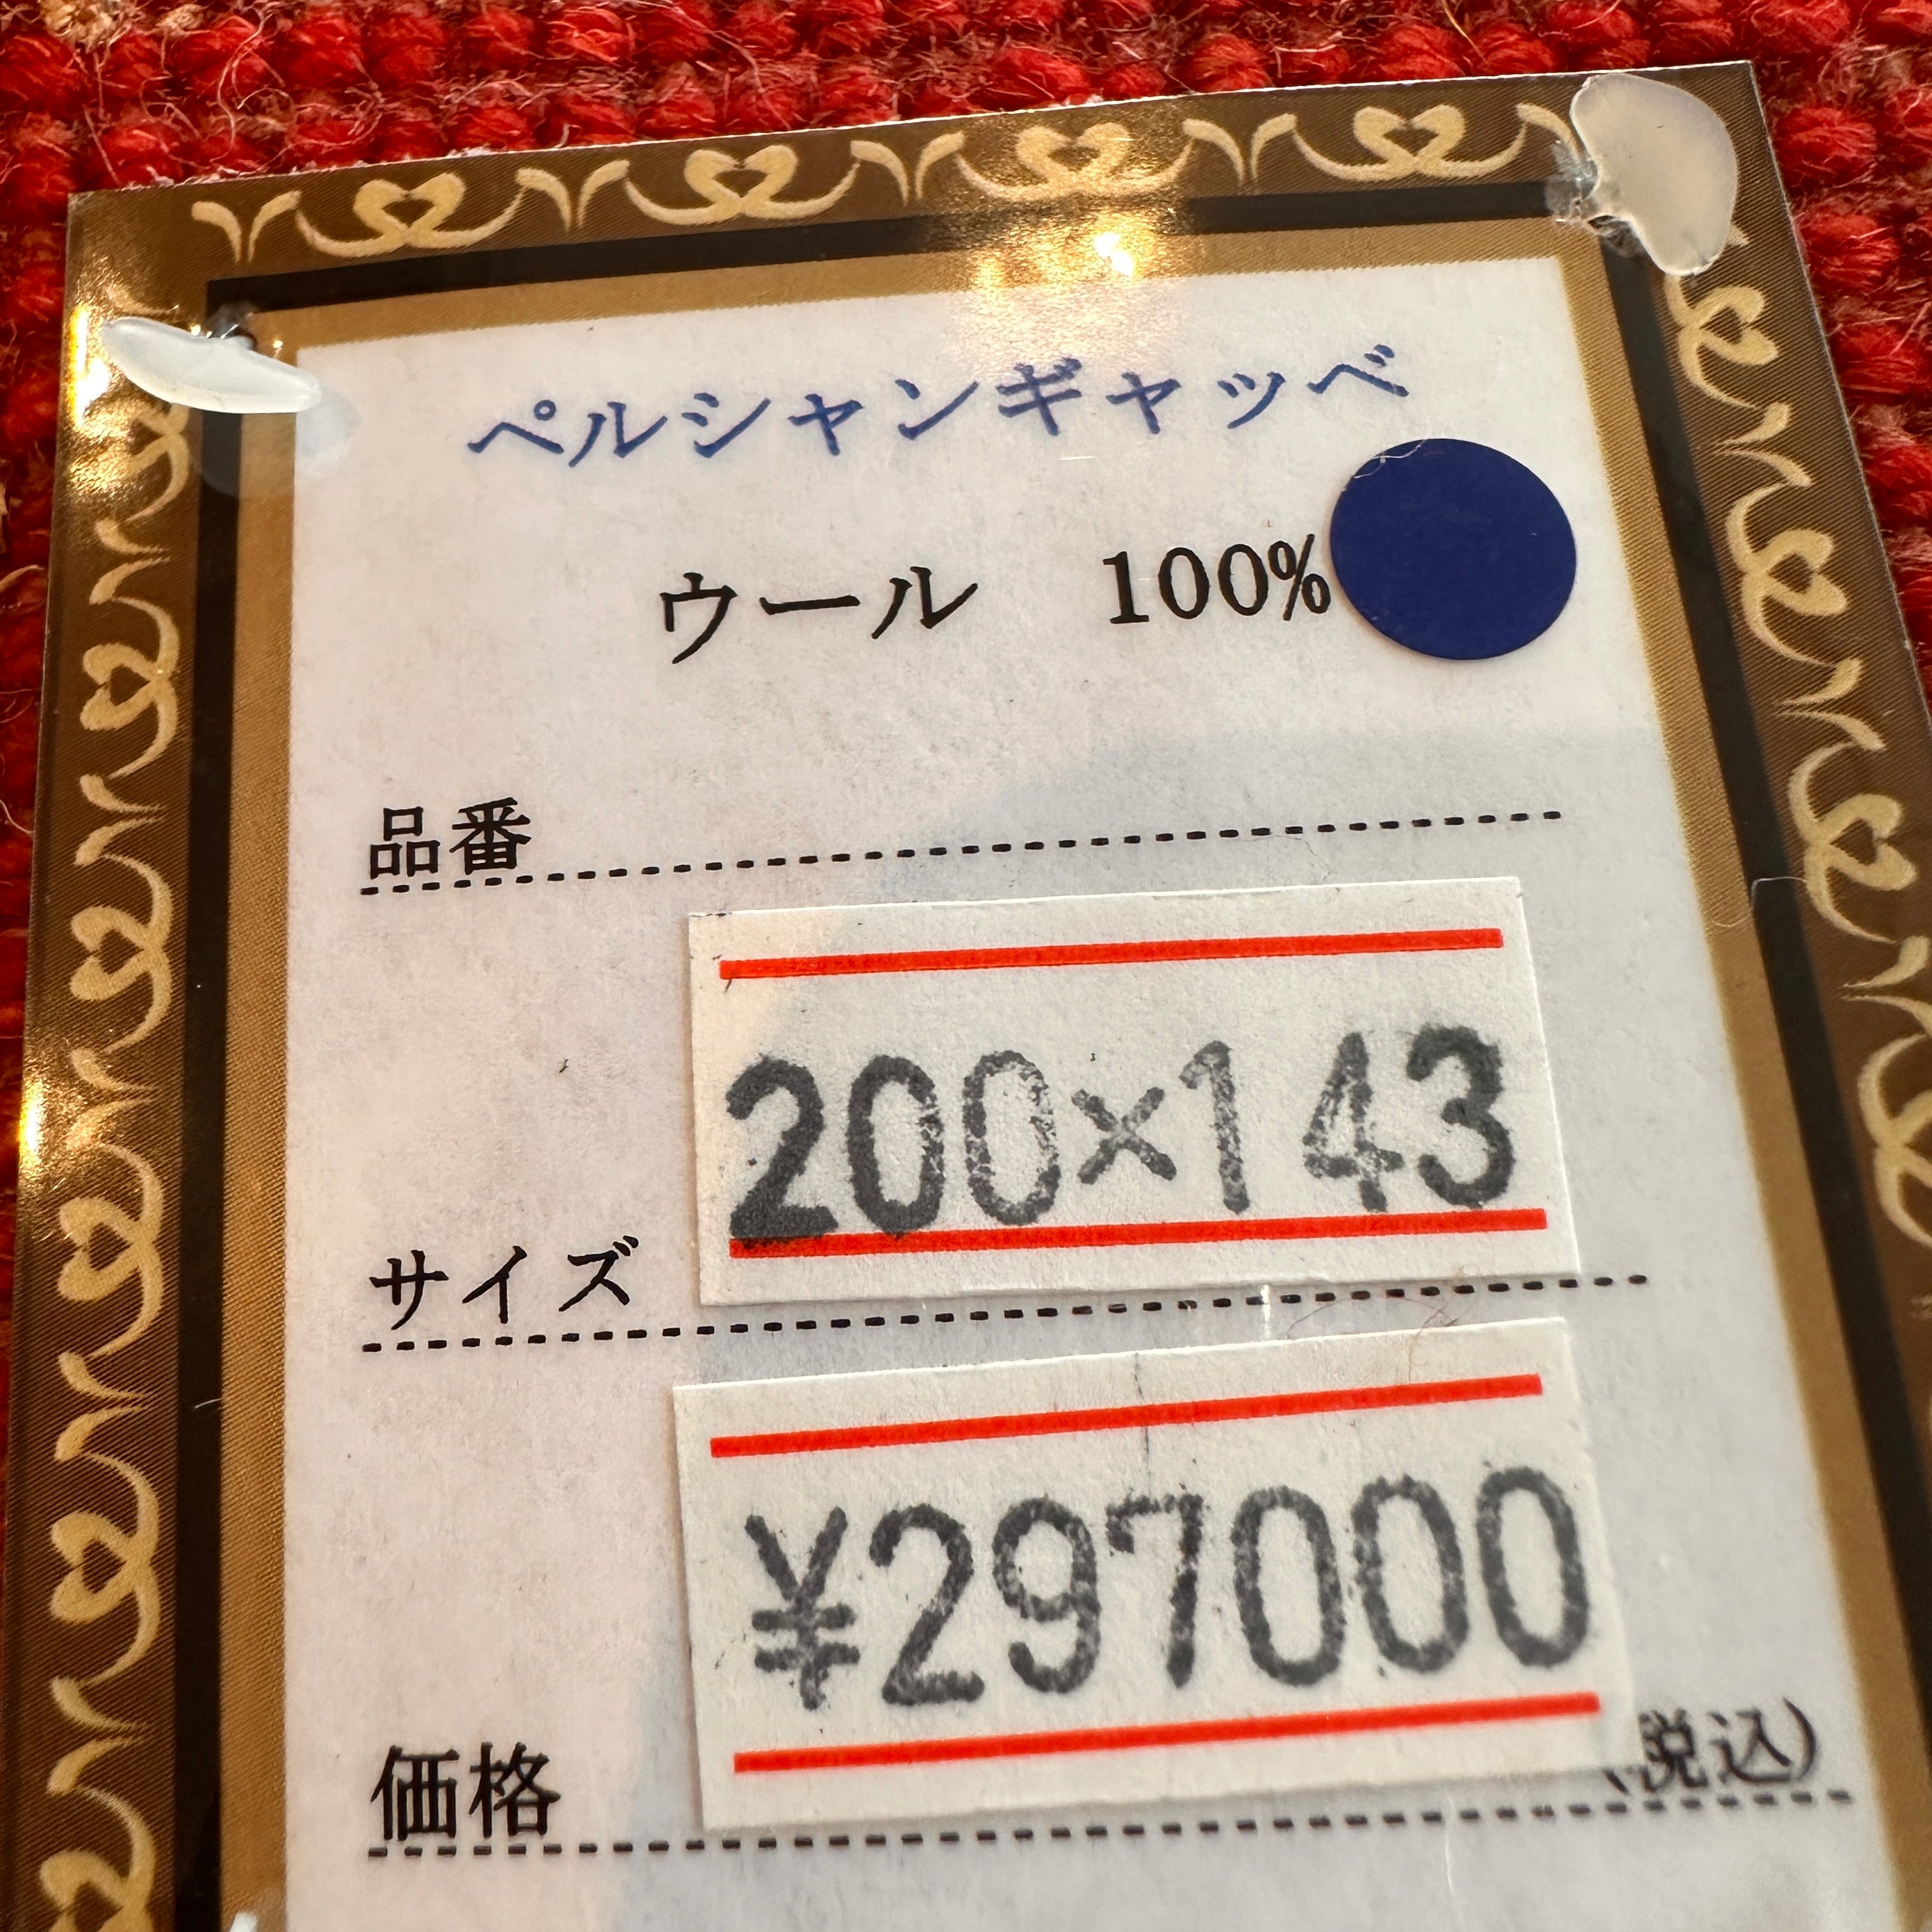 ペルシャンギャッベ
ウール 100%
品番
サイズ 200×143
価格 ¥297000 (税込)